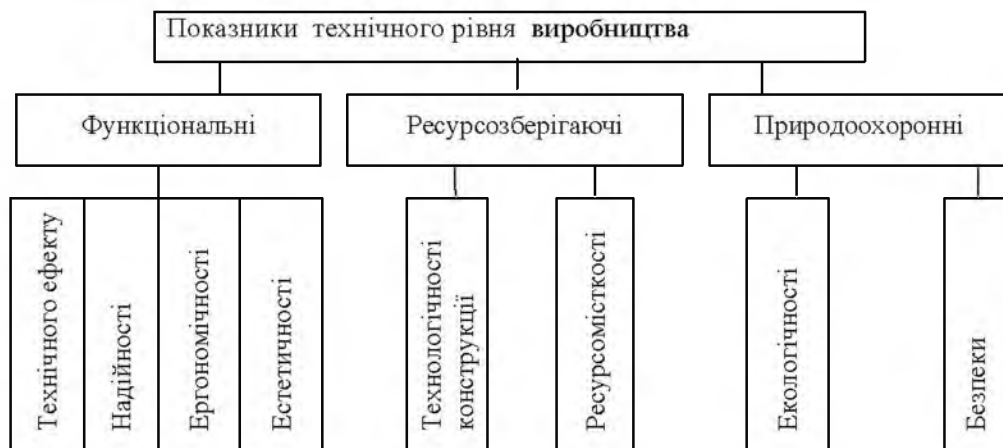 Показники технічного рівня виробництва
Функціональні
Ресурсозберігаючі
Природоохоронні
Технічного ефекту
Надійності
Ергономічності
Естетичності
Технологічності
конструкції
Ресурсомісткості
Екологічності
Безпеки